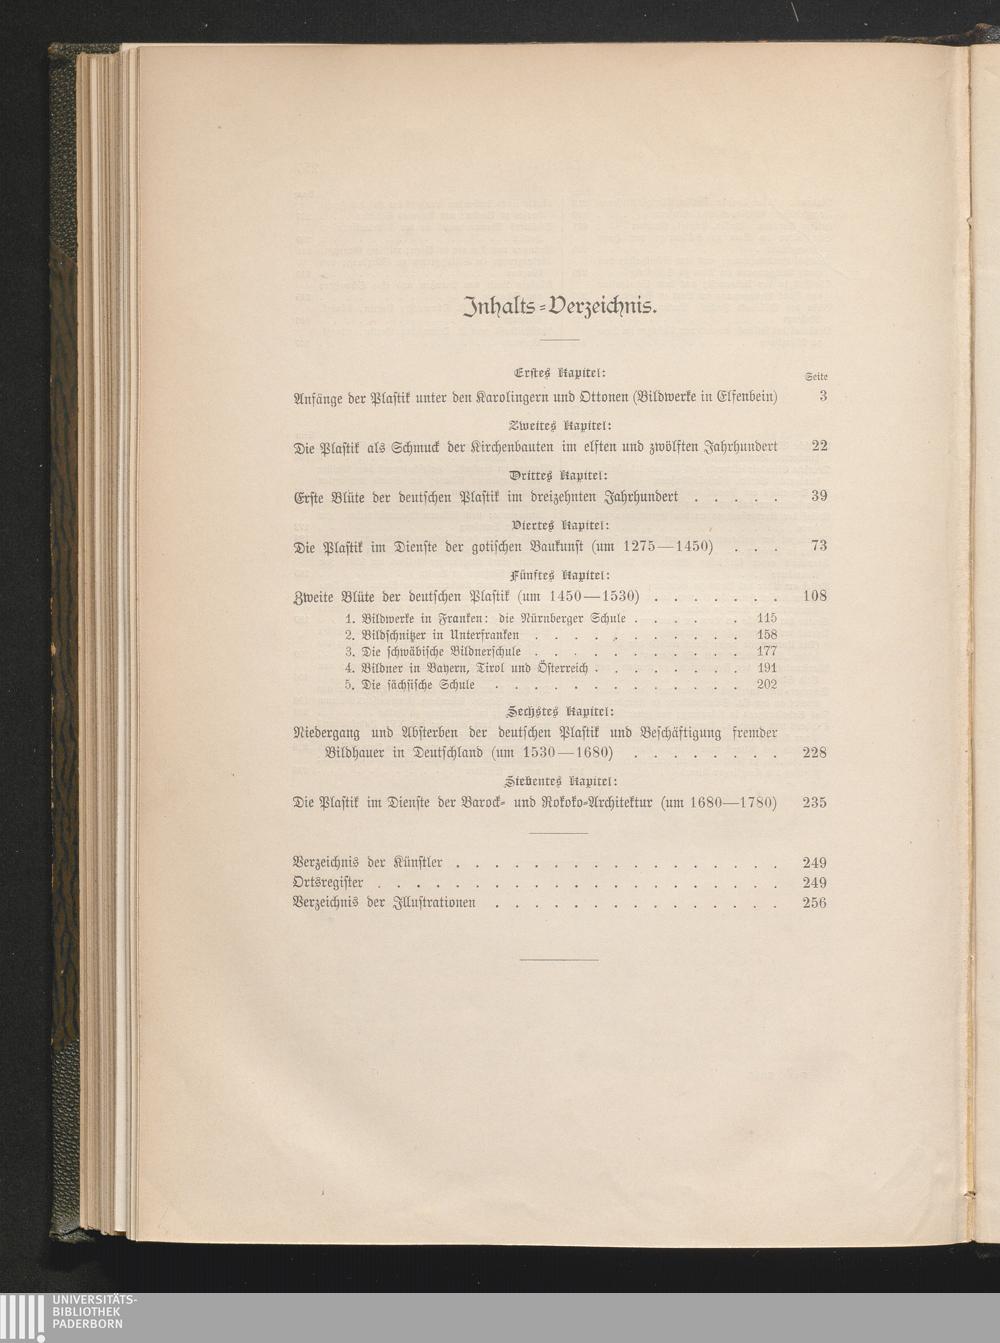 Inhalts-Verzeichnis.
Erstes Kapitel:
Seite
Anfänge der Plastik unter den Karolingern und Ottonen (Bildwerke in Elfenbein) 3
Zweites Kapitel:
Die Plastik als Schmuck der Kirchenbauten im elften und zwölften Jahrhundert 22
Drittes Kapitel:
Erste Blüte der deutschen Plastik im dreizehnten Jahrhundert . . . . . 39
Viertes Kapitel:
Die Plastik im Dienste der gotischen Baukunst (um 1275—1450) . . . 73
Fünftes Kapitel:
Zweite Blüte der deutschen Plastik (um 1450—1530) . . . . . . . 108
1. Bildwerke in Franken: die Nürnberger Schule . . . . . . 115
2. Bildschnitzer in Unterfranken . . . . . . . . . . . 158
3. Die schwäbische Bildnerschule . . . . . . . . . . . 177
4. Bildner in Bayern, Tirol und Österreich . . . . . . . . 191
5. Die sächsische Schule . . . . . . . . . . . . . 202
Sechstes Kapitel:
Niedergang und Absterben der deutschen Plastik und Beschäftigung fremder
Bildhauer in Deutschland (um 1530—1680) . . . . . . . . 228
Siebentes Kapitel:
Die Plastik im Dienste der Barock- und Rokoko-Architektur (um 1680—1780) 235
Verzeichnis der Künstler . . . . . . . . . . . . . . . . . 249
Ortsregister . . . . . . . . . . . . . . . . . . . . . 249
Verzeichnis der Illustrationen . . . . . . . . . . . . . . . 256
UNIVERSITÄTS-
BIBLIOTHEK
PADERBORN